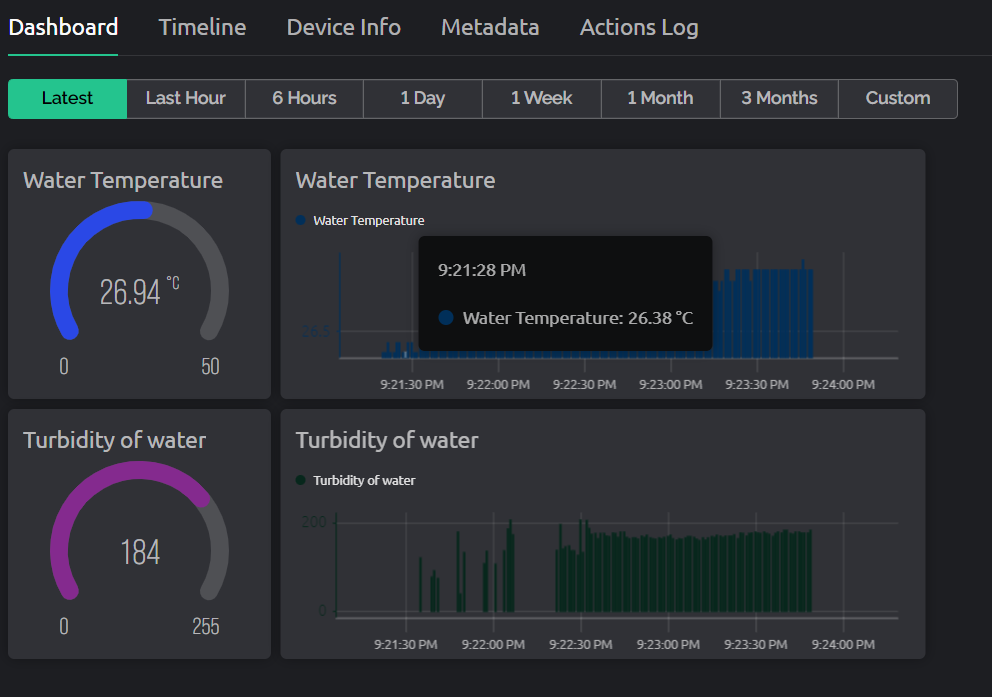 Dashboard Timeline Device Info Metadata Actions Log
Latest Last Hour 6 Hours 1 Day 1 Week 1 Month 3 Months Custom
Water Temperature
26.94 °C
0 50
Water Temperature
Water Temperature
9:21:28 PM
Water Temperature: 26.38 °C
26.5
9:21:30 PM 9:22:00 PM 9:22:30 PM 9:23:00 PM 9:23:30 PM 9:24:00 PM
Turbidity of water
184
0 255
Turbidity of water
Turbidity of water
200
0
9:21:30 PM 9:22:00 PM 9:22:30 PM 9:23:00 PM 9:23:30 PM 9:24:00 PM